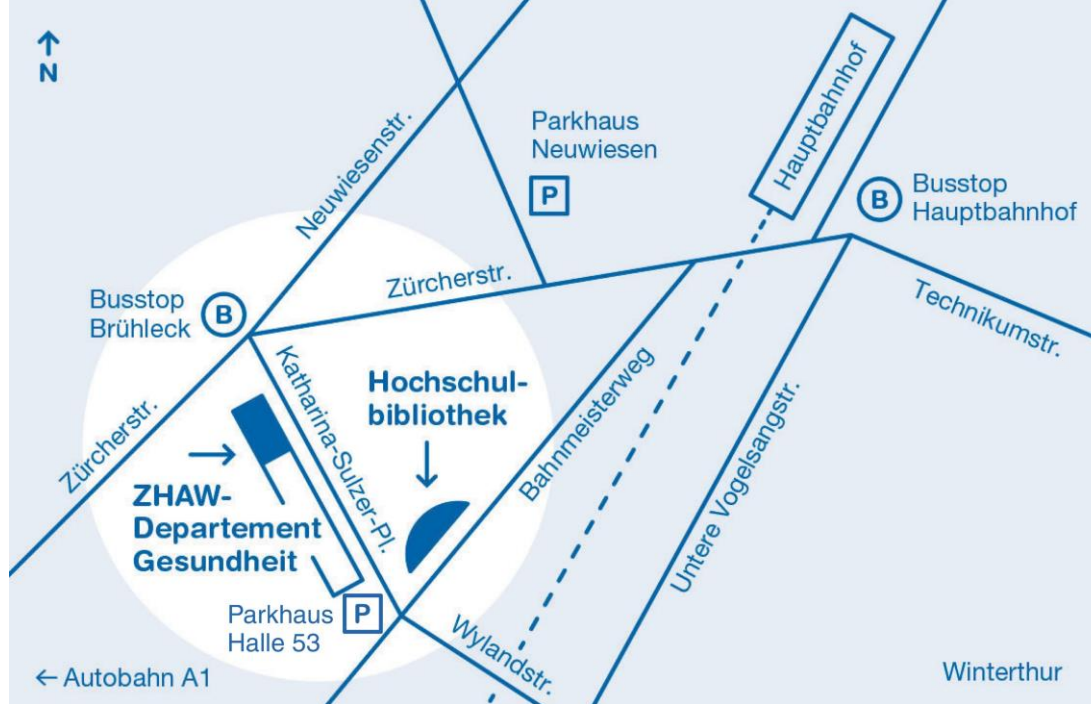 N
Neuwiesenstr.
Parkhaus
Neuwiesen
P
Hauptbahnhof
B
Busstop
Hauptbahnhof
Zürcherstr.
Technikumstr.
Busstop
Brühleck
B
Zürcherstr.
Katharina-Sulzer-Pl.
Hochschul-
bibliothek
Bahnmeisterweg
Untere Vogelsangstr.
ZHAW-
Departement
Gesundheit
Parkhaus
Halle 53
P
Wylandstr.
← Autobahn A1
Winterthur